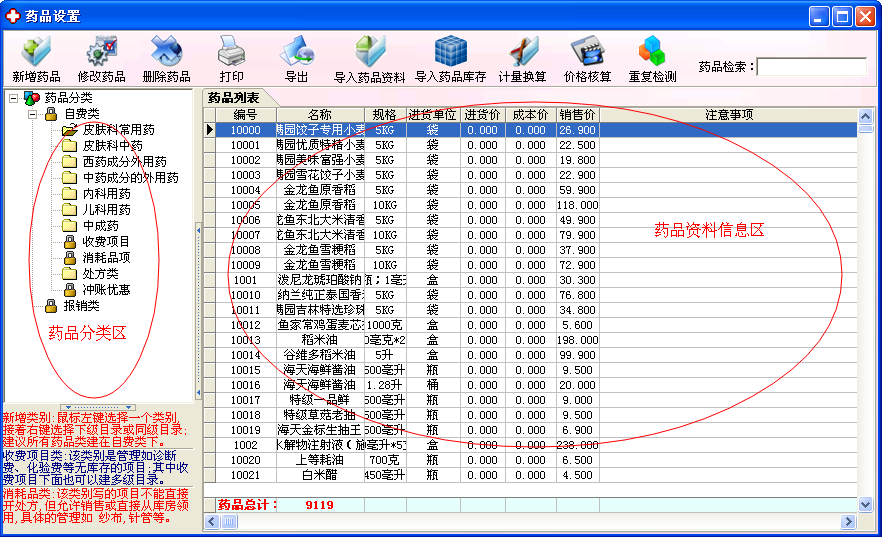 药品设置
新增药品 修改药品 删除药品 打印 导出 导入药品资料 导入药品库存 计量换算 价格核算 重复检测 药品检索:
药品分类
自费类
皮肤科常用药
皮肤科中药
西药成分外用药
中药成分的外用药
内科用药
儿科用药
中成药
收费项目
消耗品项
处方类
冲账优惠
报销类
药品分类区
新增类别:鼠标左键选择一个类别,
接着右键选择下级目录或同级目录;
建议所有药品类建在自费类下。
收费项目类:该类别是管理如诊断
费、化验费等无库存的项目;其中收
费项目下面也可以建多级目录。
消耗品类:该类别写的项目不能直接
开处方,但允许销售或直接从库房领
用,具体的管理如 纱布,针管等。
药品列表
编号 名称 规格 进货单位 进货价 成本价 销售价 注意事项
10000 园饺子专用小麦 5KG 袋 0.000 0.000 26.900
10001 园优质特精小麦 5KG 袋 0.000 0.000 22.500
10002 园美味富强小麦 5KG 袋 0.000 0.000 19.800
10003 园雪花饺子小麦 5KG 袋 0.000 0.000 22.900
10004 金龙鱼原香稻 5KG 袋 0.000 0.000 59.900
10005 金龙鱼原香稻 10KG 袋 0.000 0.000 118.000
10006 龙鱼东北大米清香 5KG 袋 0.000 0.000 49.900
10007 龙鱼东北大米清香 10KG 袋 0.000 0.000 79.900
10008 金龙鱼雪粳稻 5KG 袋 0.000 0.000 37.900
10009 金龙鱼雪粳稻 10KG 袋 0.000 0.000 72.900
1001 泼尼龙琥珀酸钠 瓶;1毫 盒 0.000 0.000 30.300
10010 纳兰纯正泰国香 5KG 袋 0.000 0.000 76.800
10011 园吉林特选珍珠 5KG 袋 0.000 0.000 34.800
10012 鱼家常鸡蛋麦芯 1000克 盒 0.000 0.000 5.600
10013 稻米油 0毫克*2 盒 0.000 0.000 198.000
10014 谷维多稻米油 5升 盒 0.000 0.000 99.900
10015 海天海鲜酱油 500毫升 瓶 0.000 0.000 9.500
10016 海天海鲜酱油 1.28升 桶 0.000 0.000 20.000
10017 特级一品鲜 500毫升 瓶 0.000 0.000 9.000
10018 特级草菇老油 500毫升 瓶 0.000 0.000 9.500
10019 海天金标生抽王 500毫升 瓶 0.000 0.000 6.900
1002 水解物注射液(施 毫升*5 盒 0.000 0.000 238.000
10020 上等耗油 700克 瓶 0.000 0.000 6.500
10021 白米醋 450毫升 瓶 0.000 0.000 4.500
药品资料信息区
药品总计: 9119